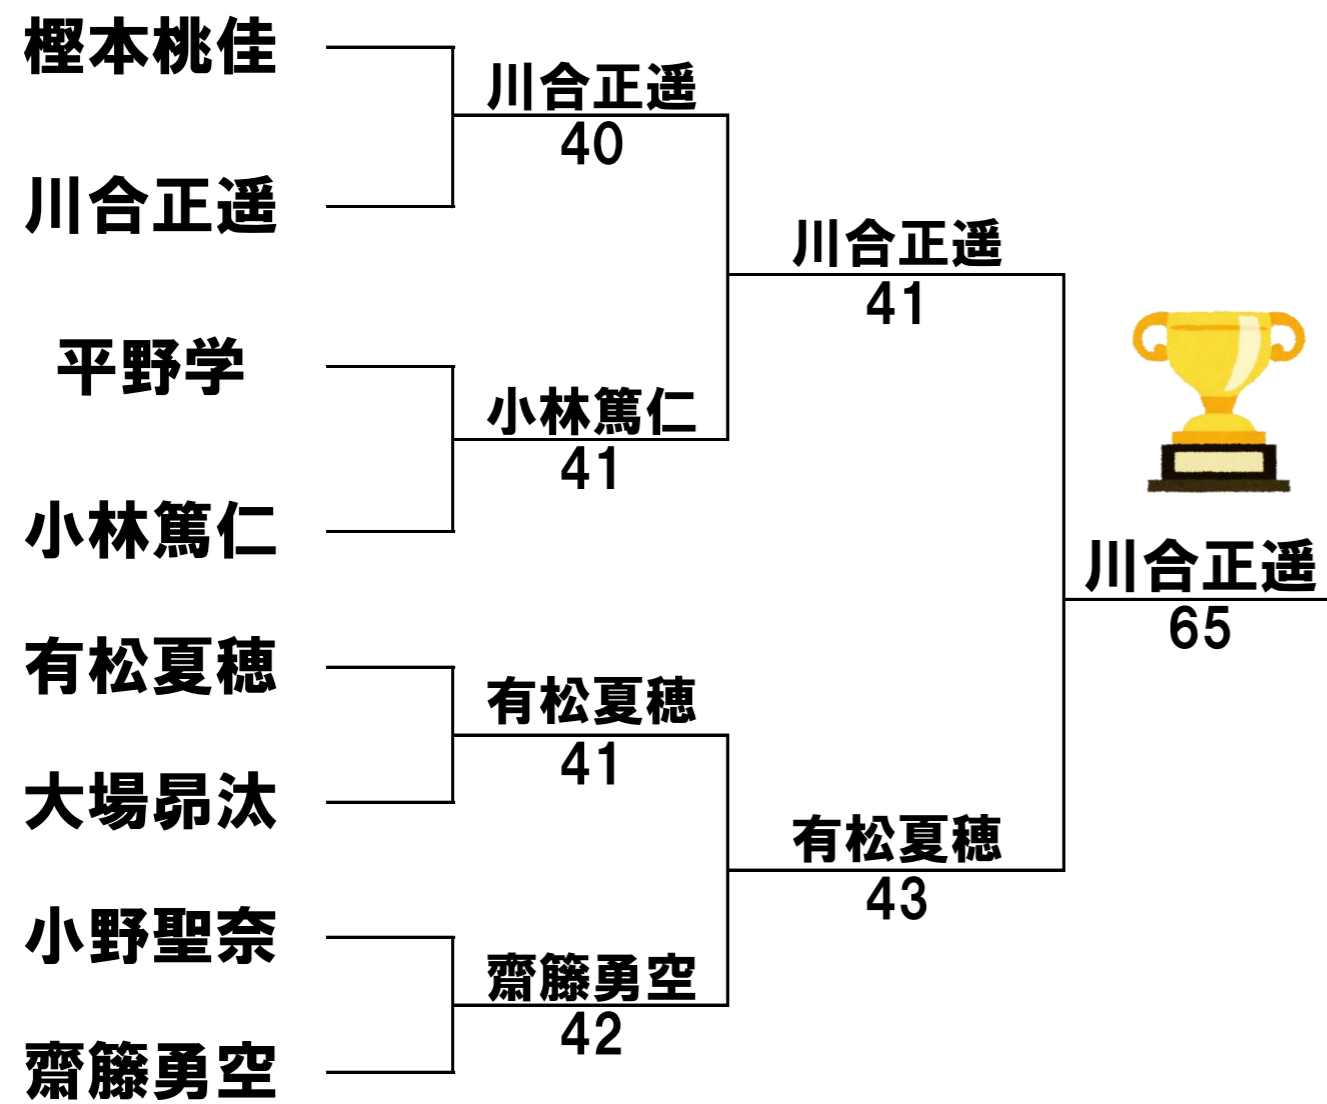 樫本桃佳
川合正遥
平野学
小林篤仁
有松夏穂
大場昴汰
小野聖奈
齋籐勇空
川合正遥
40
小林篤仁
41
有松夏穂
41
齋籐勇空
42
川合正遥
41
有松夏穂
43
川合正遥
65